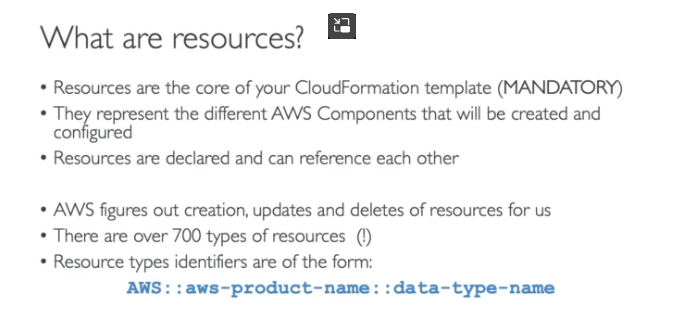 What are resources?
• Resources are the core of your CloudFormation template (MANDATORY)
• They represent the different AWS Components that will be created and
configured
• Resources are declared and can reference each other
• AWS figures out creation, updates and deletes of resources for us
• There are over 700 types of resources (!)
• Resource types identifiers are of the form:
AWS::aws-product-name::data-type-name